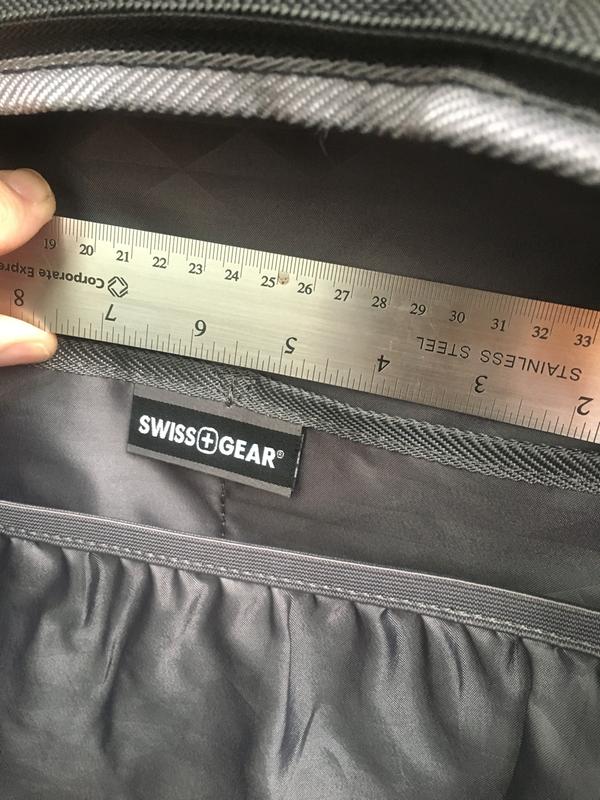 19 20 21 22 23 24 25 26 27 28 29 30 31 32 33
Corporate Expre
STAINLESS STEEL
8 7 6 5 4 3 2
SWISS GEAR®